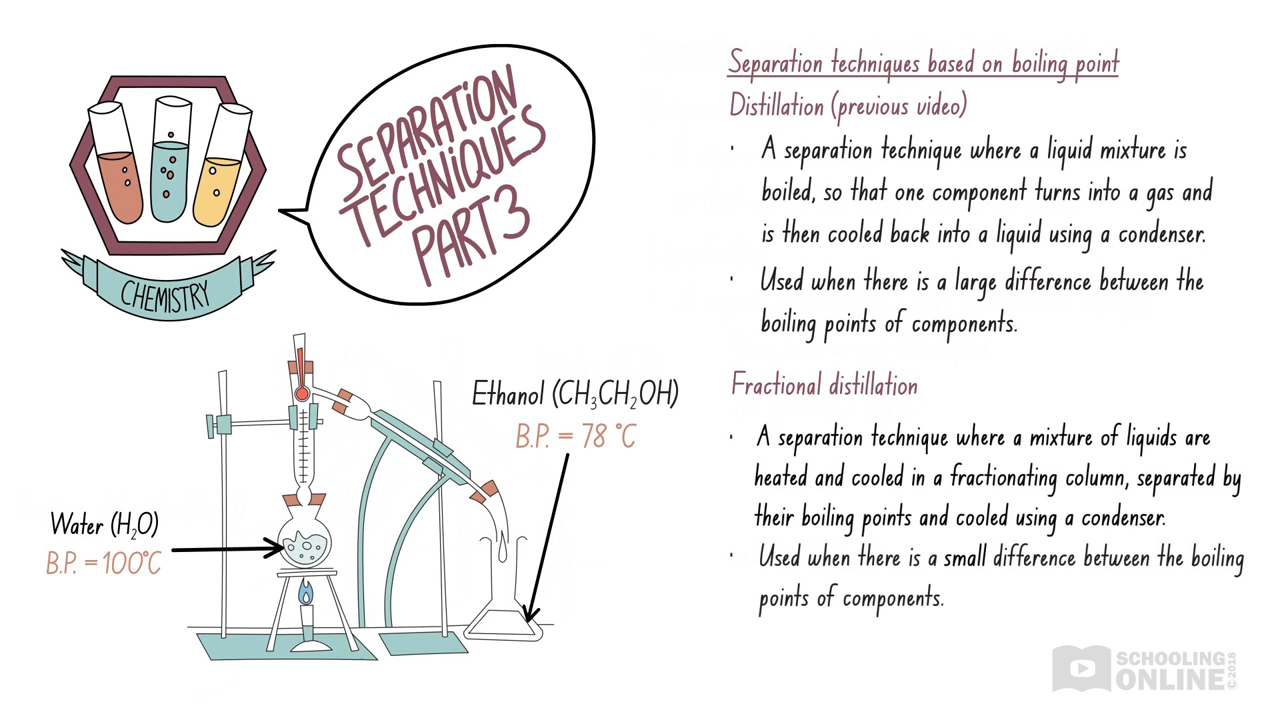 SEPARATION
TECHNIQUES
PART 3
CHEMISTRY
Ethanol (CH₃CH₂OH)
B.P. = 78 °C
Water (H₂O)
B.P. = 100°C
Separation techniques based on boiling point
Distillation (previous video)
· A separation technique where a liquid mixture is
boiled, so that one component turns into a gas and
is then cooled back into a liquid using a condenser.
· Used when there is a large difference between the
boiling points of components.
Fractional distillation
· A separation technique where a mixture of liquids are
heated and cooled in a fractionating column, separated by
their boiling points and cooled using a condenser.
· Used when there is a small difference between the boiling
points of components.
SCHOOLING
ONLINE
©2018